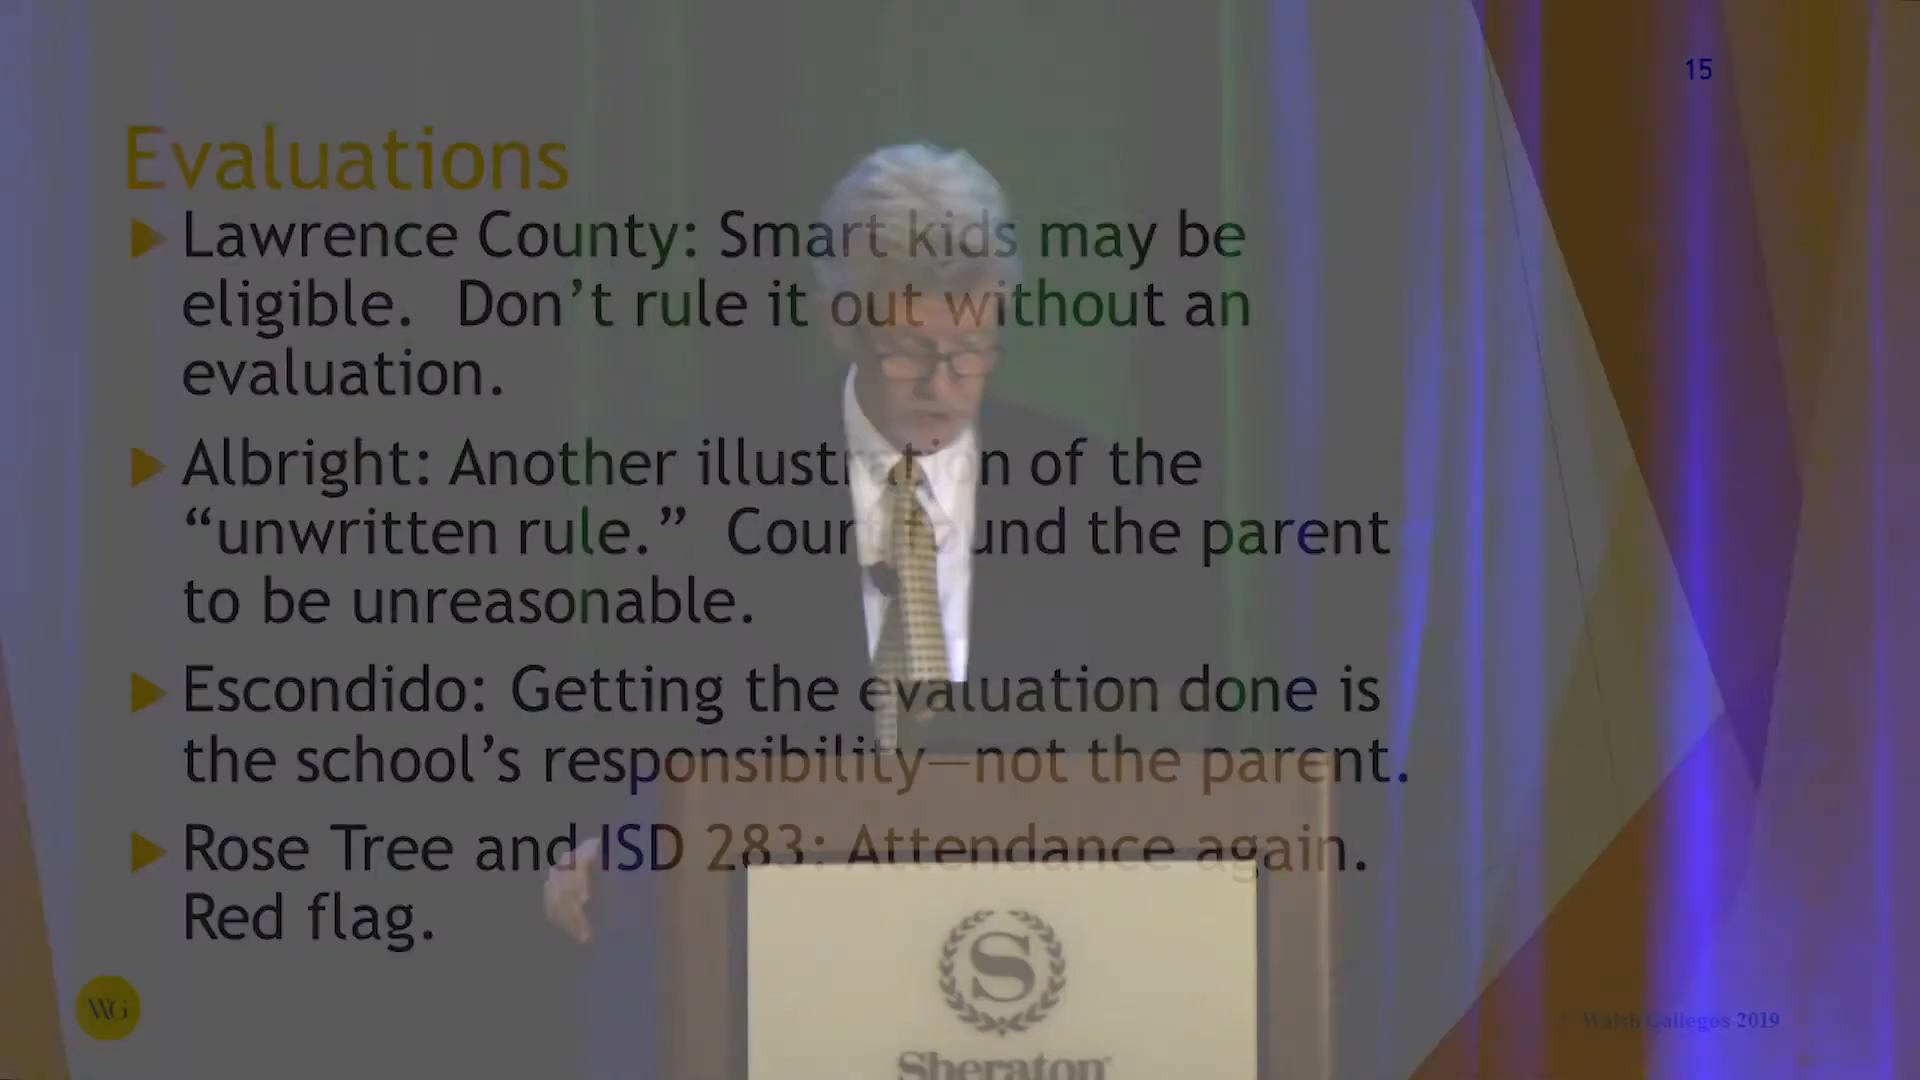 15
Evaluations
Lawrence County: Smart kids may be
eligible. Don’t rule it out without an
evaluation.
Albright: Another illustration of the
“unwritten rule.” Court found the parent
to be unreasonable.
Escondido: Getting the evaluation done is
the school’s responsibility—not the parent.
Rose Tree and ISD 283: Attendance again.
Red flag.
WG
Walsh Gallegos 2019
S
Sheraton